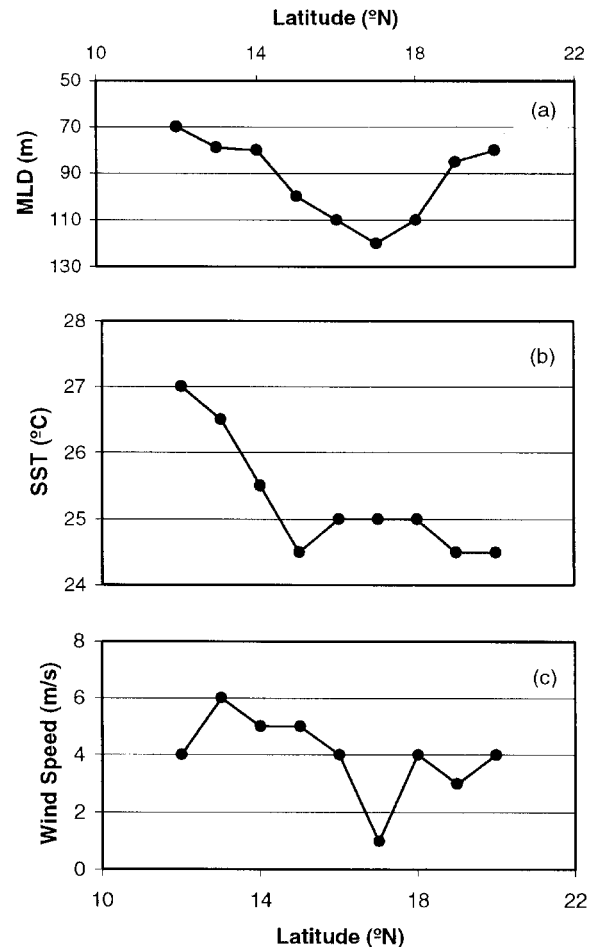 Latitude (ºN)
10 14 18 22
(a)
MLD (m)
50
70
90
110
130
(b)
SST (ºC)
28
27
26
25
24
(c)
Wind Speed (m/s)
8
6
4
2
0
10 14 18 22
Latitude (ºN)